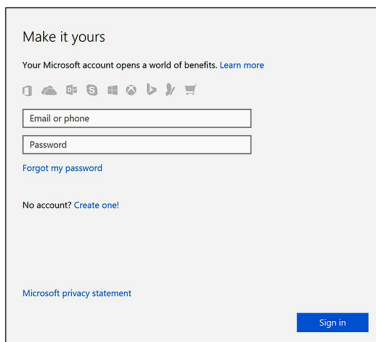 Make it yours
Your Microsoft account opens a world of benefits. Learn more
Email or phone
Password
Forgot my password
No account? Create one!
Microsoft privacy statement
Sign in